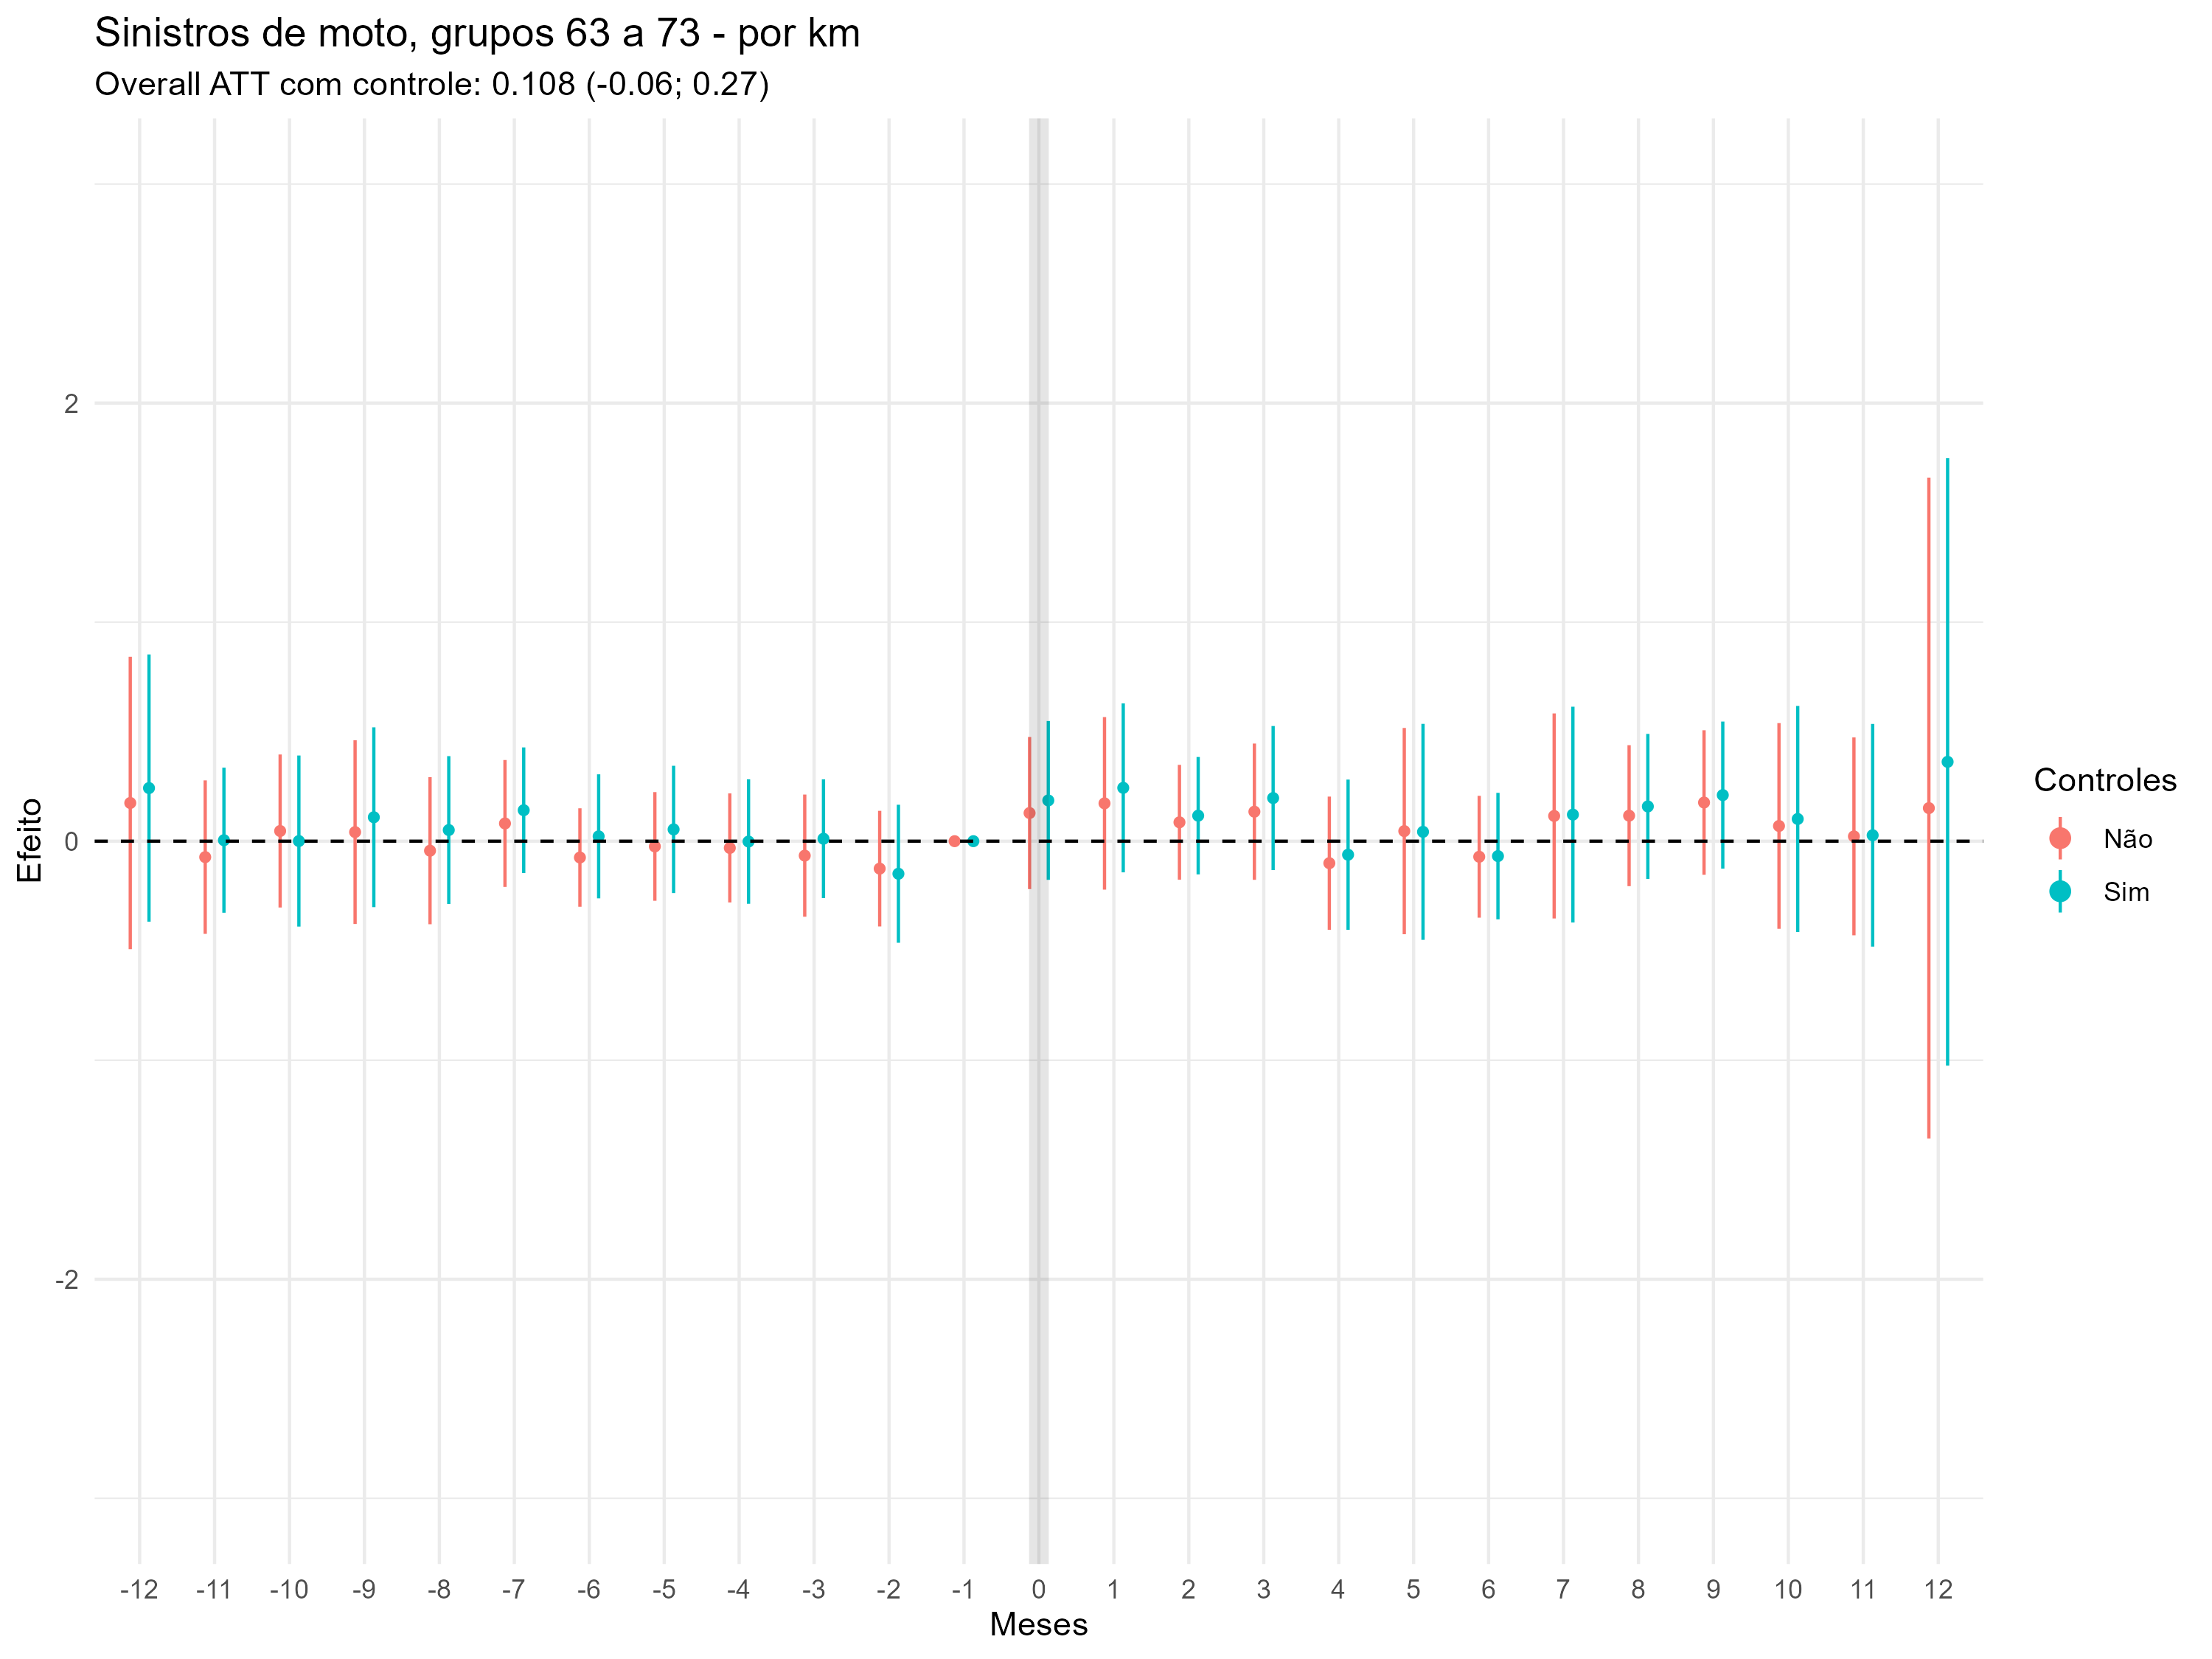 Sinistros de moto, grupos 63 a 73 - por km
Overall ATT com controle: 0.108 (-0.06; 0.27)
Efeito
2
0
-2
-12 -11 -10 -9 -8 -7 -6 -5 -4 -3 -2 -1 0 1 2 3 4 5 6 7 8 9 10 11 12
Meses
Controles
Não
Sim